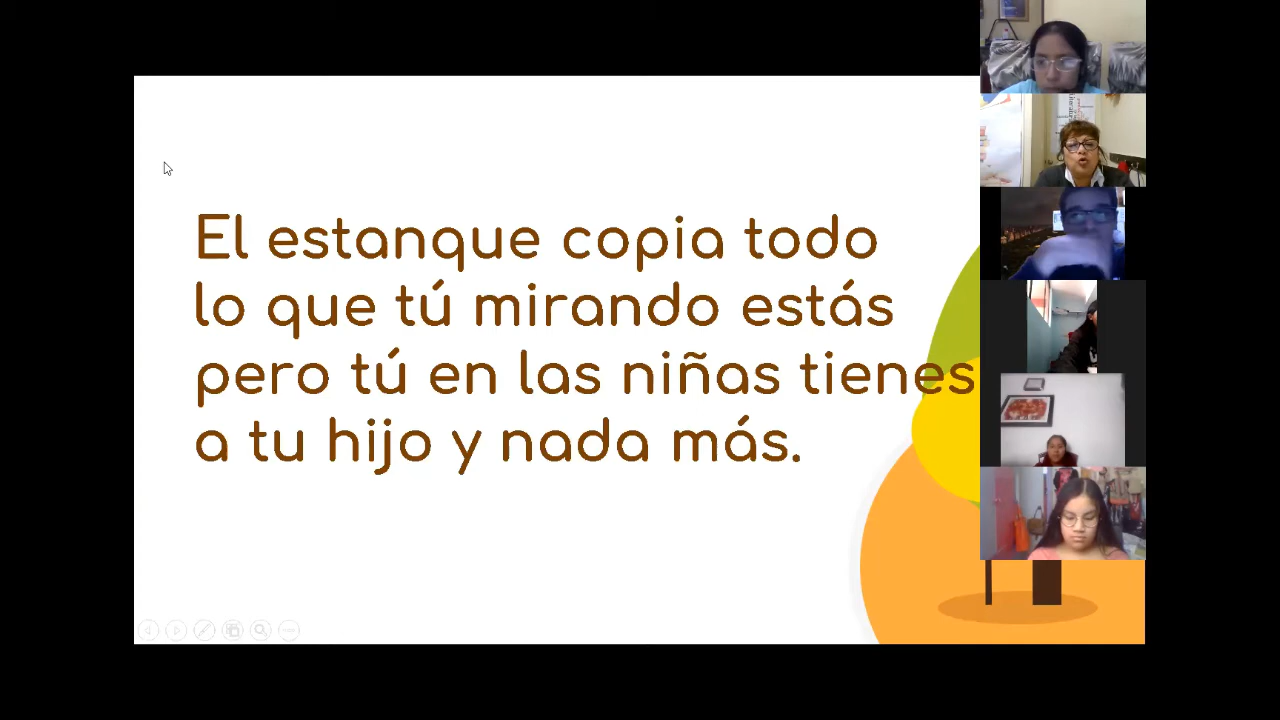 El estanque copia todo
lo que tú mirando estás
pero tú en las niñas tienes
a tu hijo y nada más.